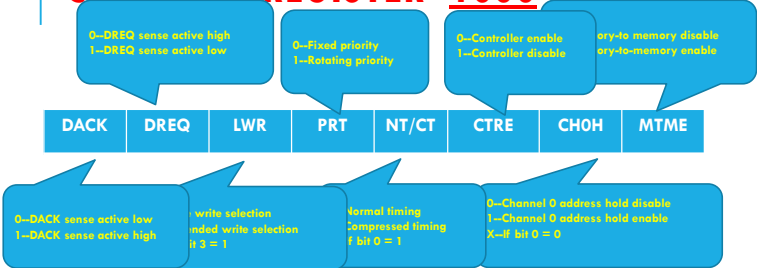 0--DREQ sense active high
1--DREQ sense active low
0--Fixed priority
1--Rotating priority
0--Controller enable
1--Controller disable
ory-to memory disable
ory-to-memory enable
DACK DREQ LWR PRT NT/CT CTRE CH0H MTME
0--DACK sense active low
1--DACK sense active high
write selection
ended write selection
it 3 = 1
Normal timing
Compressed timing
f bit 0 = 1
0--Channel 0 address hold disable
1--Channel 0 address hold enable
X--If bit 0 = 0